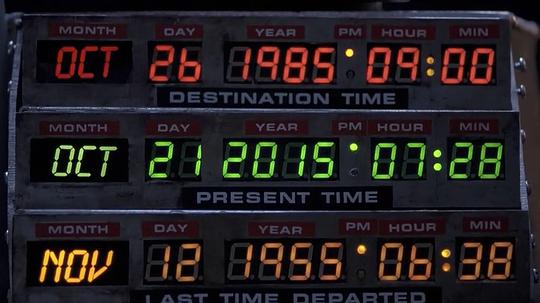 MONTH DAY YEAR PM HOUR MIN
OCT 26 1985 09:00
DESTINATION TIME
MONTH DAY YEAR PM HOUR MIN
OCT 21 2015 07:28
PRESENT TIME
MONTH DAY YEAR PM HOUR MIN
NOV 12 1955 06:38
LAST TIME DEPARTED